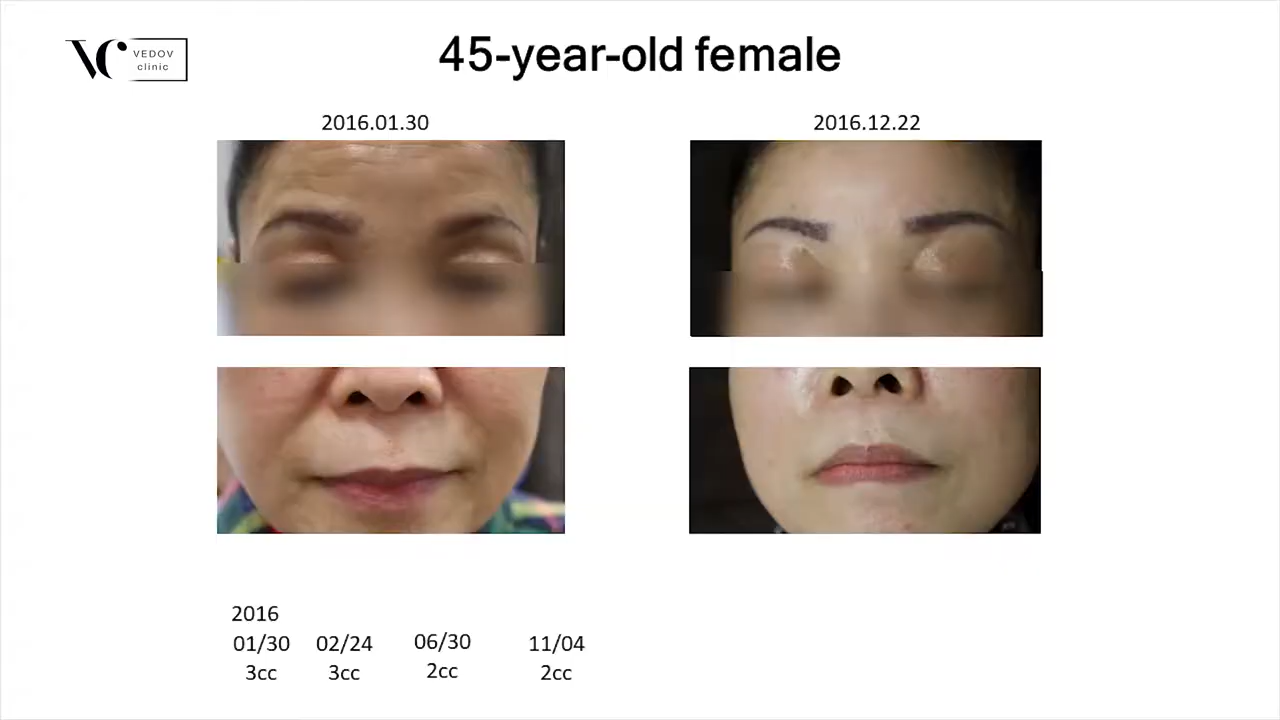 VC VEDOV
clinic
45-year-old female
2016.01.30
2016.12.22
2016
01/30 02/24 06/30 11/04
3cc 3cc 2cc 2cc